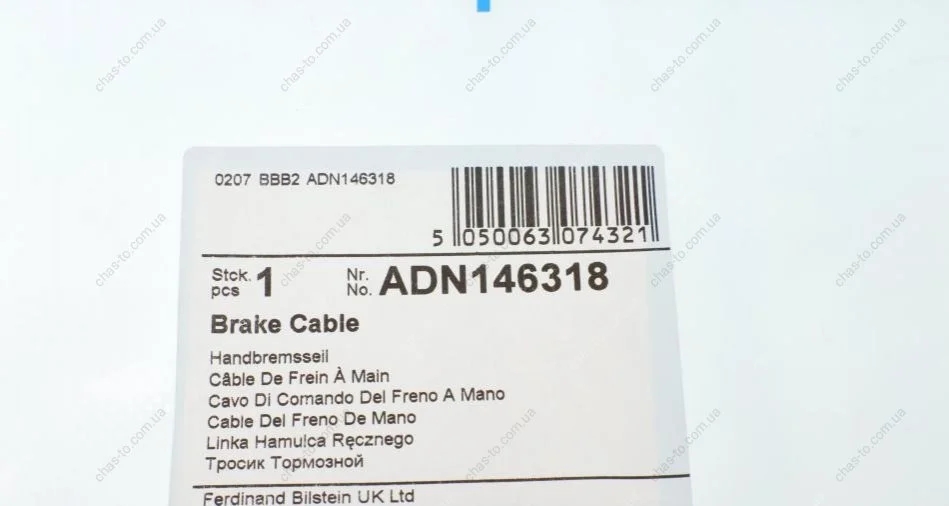 0207 BBB2 ADN146318
5 050063 074321
Stck. pcs 1 Nr. No. ADN146318
Brake Cable
Handbremsseil
Câble De Frein À Main
Cavo Di Comando Del Freno A Mano
Cable Del Freno De Mano
Linka Hamulca Ręcznego
Тросик Тормозной
Ferdinand Bilstein UK Ltd
chas-to.com.ua